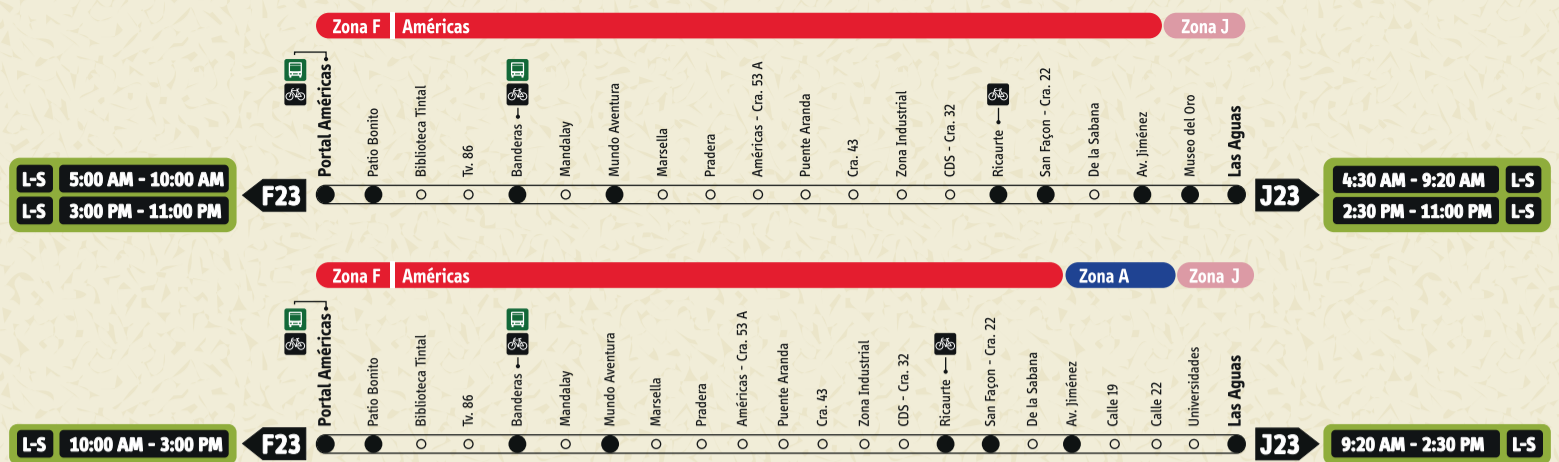 Zona F Américas Zona J
Portal Américas
Patio Bonito
Biblioteca Tintal
Tv. 86
Banderas
Mandalay
Mundo Aventura
Marsella
Pradera
Américas - Cra. 53 A
Puente Aranda
Cra. 43
Zona Industrial
CDS - Cra. 32
Ricaurte
San Façon - Cra. 22
De la Sabana
Av. Jiménez
Museo del Oro
Las Aguas
L-S 5:00 AM - 10:00 AM
L-S 3:00 PM - 11:00 PM
F23
J23
4:30 AM - 9:20 AM L-S
2:30 PM - 11:00 PM L-S
Zona F Américas Zona A Zona J
Portal Américas
Patio Bonito
Biblioteca Tintal
Tv. 86
Banderas
Mandalay
Mundo Aventura
Marsella
Pradera
Américas - Cra. 53 A
Puente Aranda
Cra. 43
Zona Industrial
CDS - Cra. 32
Ricaurte
San Façon - Cra. 22
De la Sabana
Av. Jiménez
Calle 19
Calle 22
Universidades
Las Aguas
L-S 10:00 AM - 3:00 PM
F23
J23
9:20 AM - 2:30 PM L-S